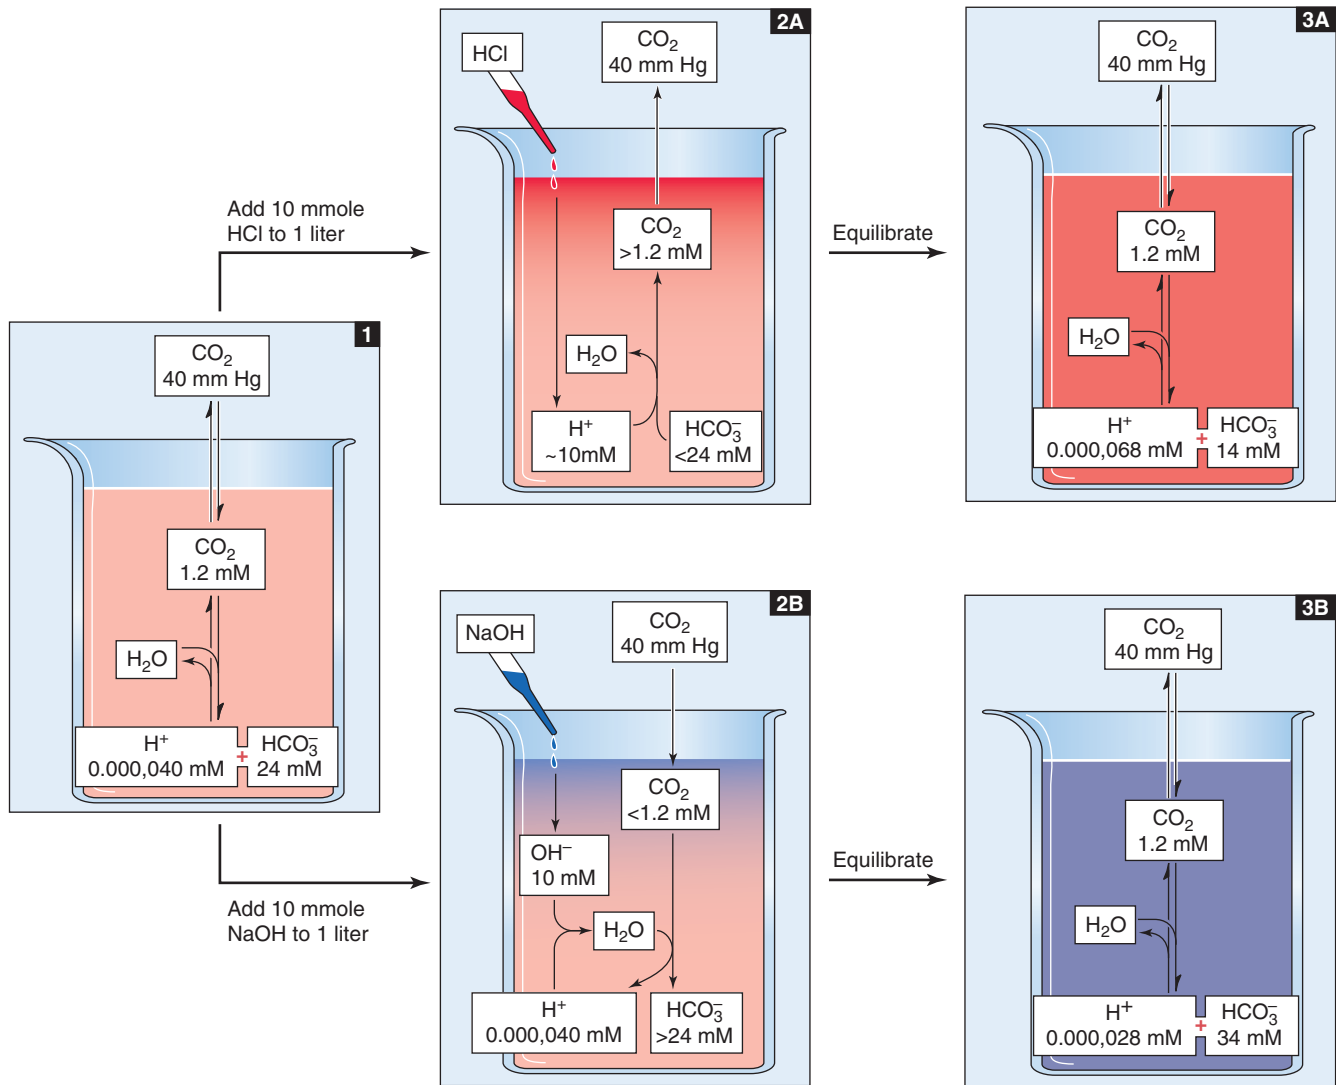 1
CO₂
40 mm Hg
CO₂
1.2 mM
H₂O
H⁺
0.000,040 mM
+
HCO₃⁻
24 mM
Add 10 mmole
HCl to 1 liter
2A
HCl
CO₂
40 mm Hg
CO₂
>1.2 mM
H₂O
H⁺
~10mM
HCO₃⁻
<24 mM
Equilibrate
3A
CO₂
40 mm Hg
CO₂
1.2 mM
H₂O
H⁺
0.000,068 mM
+
HCO₃⁻
14 mM
Add 10 mmole
NaOH to 1 liter
2B
NaOH
CO₂
40 mm Hg
CO₂
<1.2 mM
OH⁻
10 mM
H₂O
H⁺
0.000,040 mM
HCO₃⁻
>24 mM
Equilibrate
3B
CO₂
40 mm Hg
CO₂
1.2 mM
H₂O
H⁺
0.000,028 mM
+
HCO₃⁻
34 mM